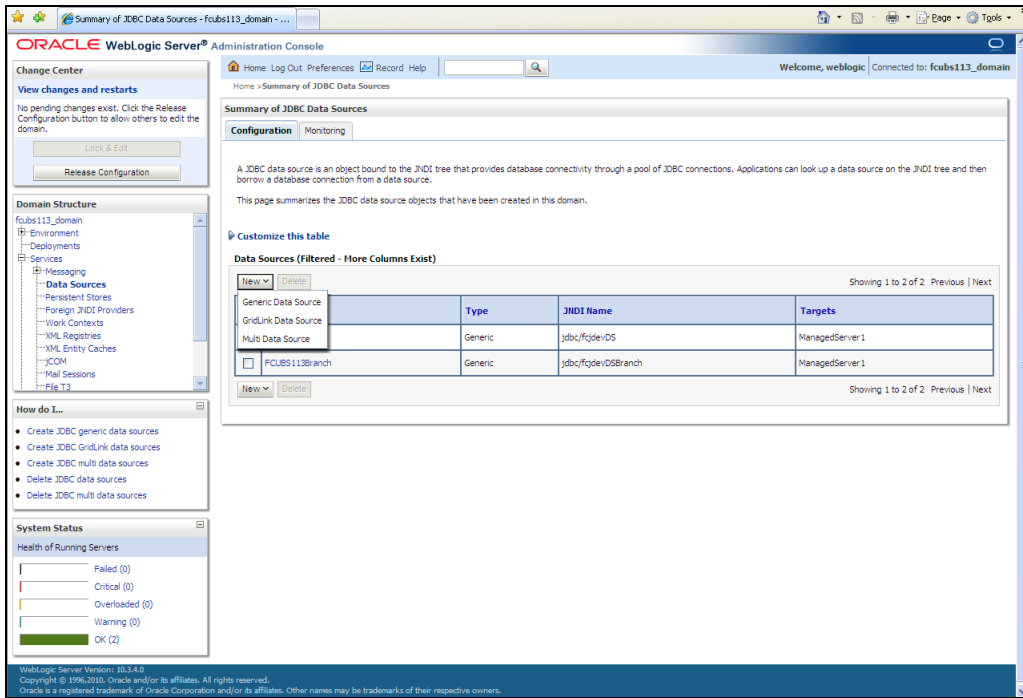 Summary of JDBC Data Sources - fcubs113_domain - ...
Page
Tools
ORACLE WebLogic Server® Administration Console
Change Center
View changes and restarts
No pending changes exist. Click the Release
Configuration button to allow others to edit the
domain.
Lock & Edit
Release Configuration
Domain Structure
fcubs113_domain
Environment
Deployments
Services
Messaging
Data Sources
Persistent Stores
Foreign JNDI Providers
Work Contexts
XML Registries
XML Entity Caches
jCOM
Mail Sessions
File T3
How do I...
Create JDBC generic data sources
Create JDBC GridLink data sources
Create JDBC multi data sources
Delete JDBC data sources
Delete JDBC multi data sources
System Status
Health of Running Servers
Failed (0)
Critical (0)
Overloaded (0)
Warning (0)
OK (2)
Home Log Out Preferences Record Help
Welcome, weblogic Connected to: fcubs113_domain
Home >Summary of JDBC Data Sources
Summary of JDBC Data Sources
Configuration Monitoring
A JDBC data source is an object bound to the JNDI tree that provides database connectivity through a pool of JDBC connections. Applications can look up a data source on the JNDI tree and then
borrow a database connection from a data source.
This page summarizes the JDBC data source objects that have been created in this domain.
Customize this table
Data Sources (Filtered - More Columns Exist)
New Delete Showing 1 to 2 of 2 Previous | Next
Generic Data Source
GridLink Data Source
Multi Data Source
Type JNDI Name Targets
Generic jdbc/fcjdevDS ManagedServer1
FCUBS113Branch Generic jdbc/fcjdevDSBranch ManagedServer1
New Delete Showing 1 to 2 of 2 Previous | Next
WebLogic Server Version: 10.3.4.0
Copyright © 1996,2010, Oracle and/or its affiliates. All rights reserved.
Oracle is a registered trademark of Oracle Corporation and/or its affiliates. Other names may be trademarks of their respective owners.